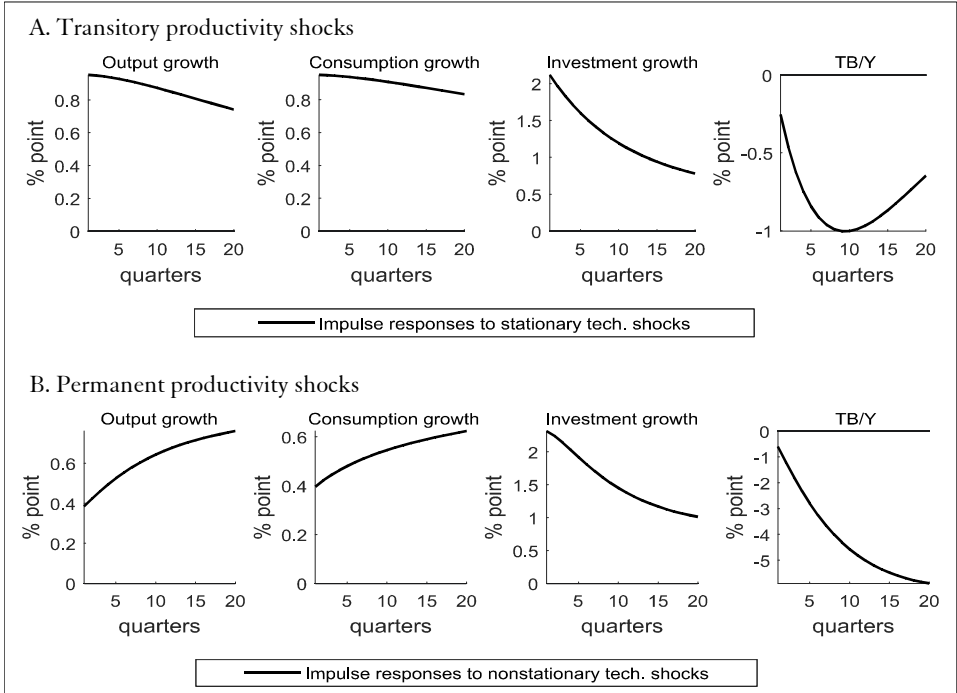 A. Transitory productivity shocks
Output growth
% point
0.8
0.6
0.4
0.2
0
5 10 15 20
quarters
Consumption growth
% point
0.8
0.6
0.4
0.2
0
5 10 15 20
quarters
Investment growth
% point
2
1.5
1
0.5
0
5 10 15 20
quarters
TB/Y
% point
0
-0.5
-1
5 10 15 20
quarters
Impulse responses to stationary tech. shocks
B. Permanent productivity shocks
Output growth
% point
0.6
0.4
0.2
0
5 10 15 20
quarters
Consumption growth
% point
0.6
0.4
0.2
0
5 10 15 20
quarters
Investment growth
% point
2
1.5
1
0.5
0
5 10 15 20
quarters
TB/Y
% point
0
-1
-2
-3
-4
-5
5 10 15 20
quarters
Impulse responses to nonstationary tech. shocks